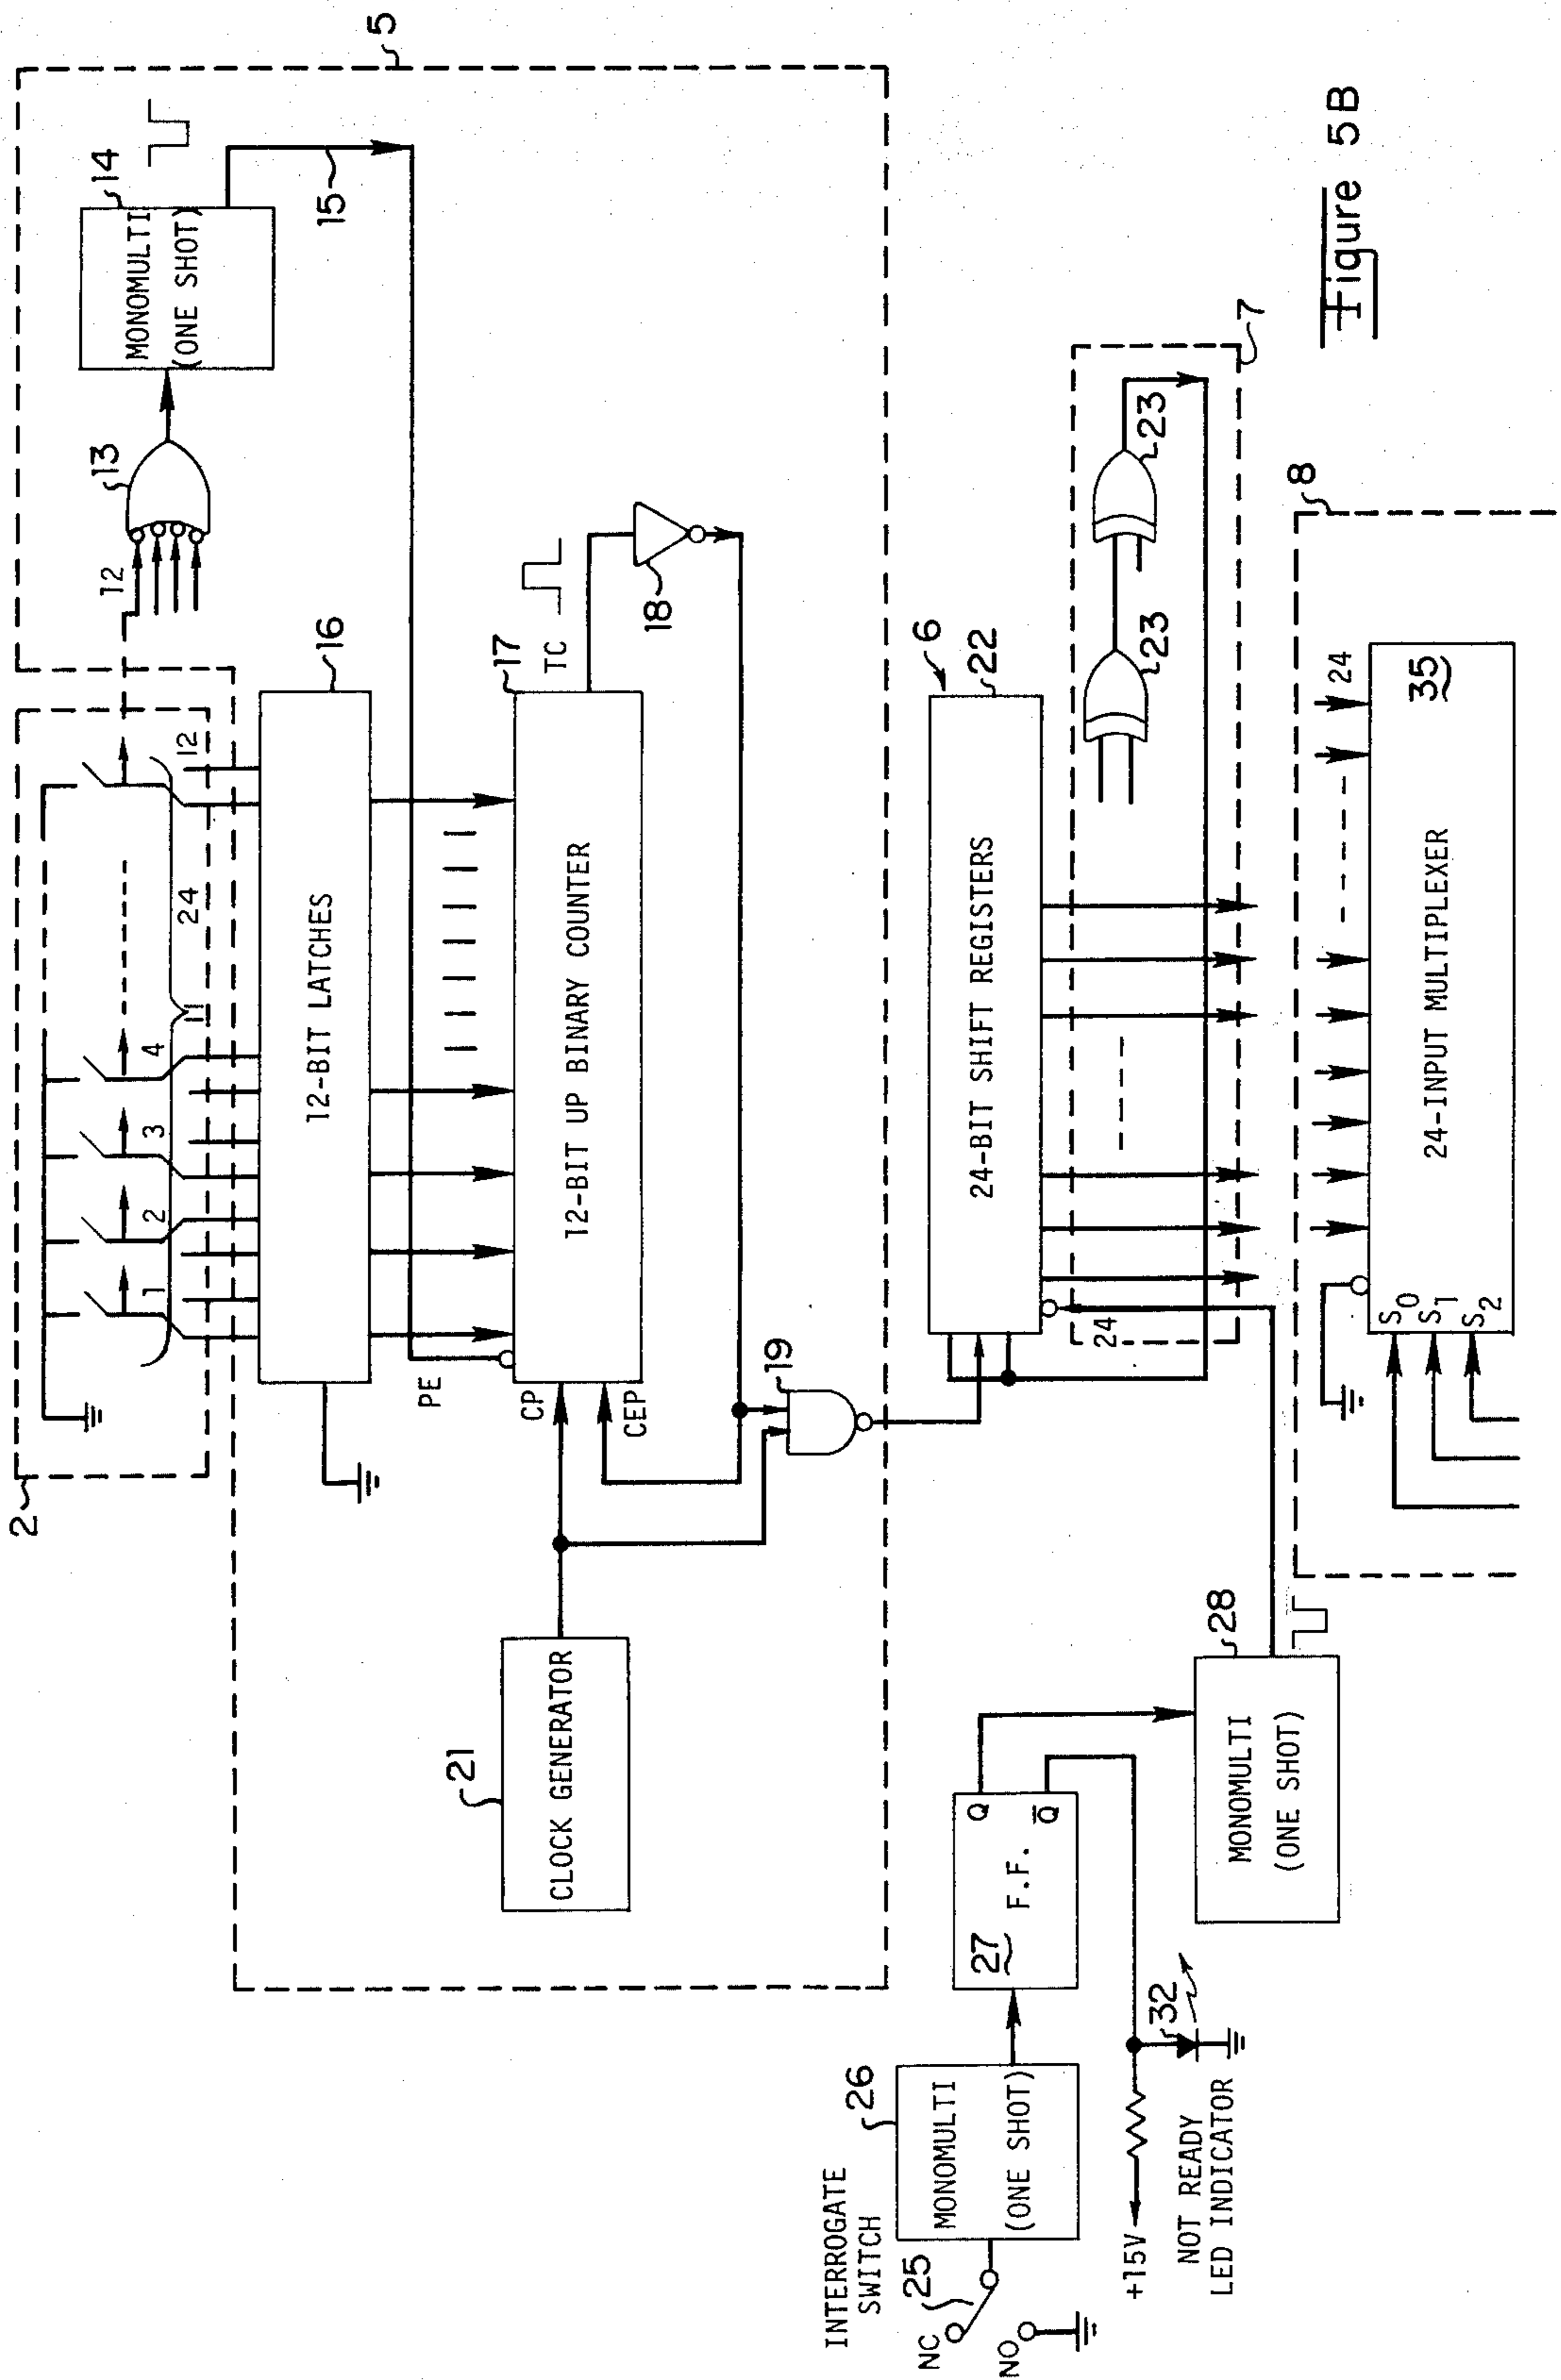 2
5
1
2
3
4
24
12
11
12
13
14
MONOMULTI
(ONE SHOT)
15
16
12-BIT LATCHES
PE
17
TC
12-BIT UP BINARY COUNTER
CP
CEP
18
19
21
CLOCK GENERATOR
6
22
24-BIT SHIFT REGISTERS
24
23
23
7
INTERROGATE
SWITCH
25
NC
NO
26
MONOMULTI
(ONE SHOT)
27
F.F.
Q
Q̅
+15V
32
NOT READY
LED INDICATOR
28
MONOMULTI
(ONE SHOT)
8
24
35
24-INPUT MULTIPLEXER
S0
S1
S2
Figure 5B